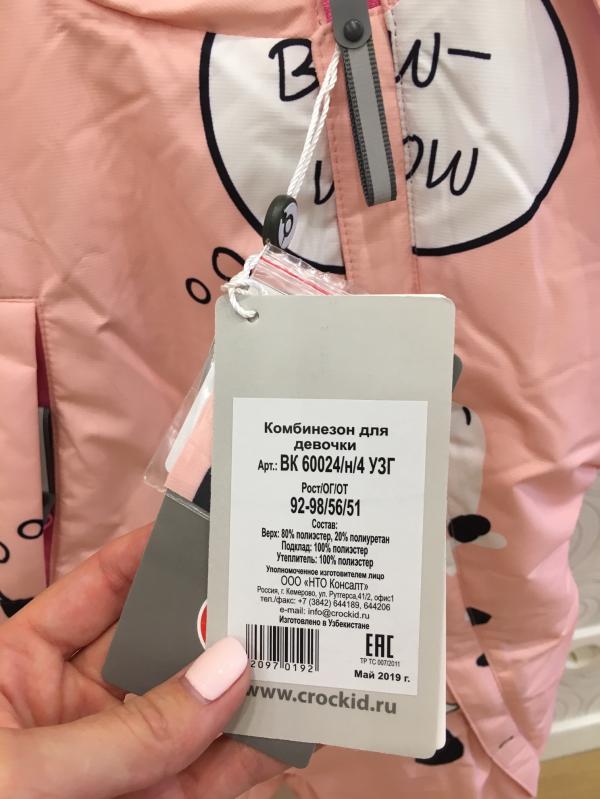 BOW-
WOW
Комбинезон для
девочки
Арт.: ВК 60024/н/4 УЗГ
Рост/ОГ/ОТ
92-98/56/51
Состав:
Верх: 80% полиэстер, 20% полиуретан
Подклад: 100% полиэстер
Утеплитель: 100% полиэстер
Уполномоченное изготовителем лицо
ООО «НТО Консалт»
Россия, г. Кемерово, ул. Рутгерса,41/2, офис1
тел./факс: +7 (3842) 644189, 644206
e-mail: info@crockid.ru
Изготовлено в Узбекистане
2097 0192
ЕАС
ТР ТС 007/2011
Май 2019 г.
www.crockid.ru